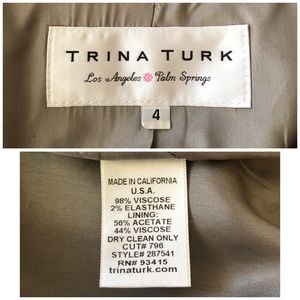 TRINA TURK
Los Angeles Palm Springs
4
MADE IN CALIFORNIA
U.S.A.
98% VISCOSE
2% ELASTHANE
LINING:
56% ACETATE
44% VISCOSE
DRY CLEAN ONLY
CUT# 796
STYLE# 287541
RN# 93415
trinaturk.com